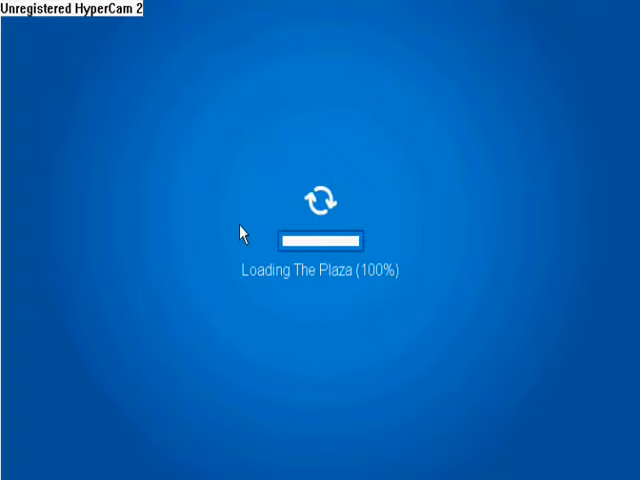 Unregistered HyperCam 2
Loading The Plaza (100%)